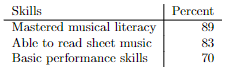 Skills Percent
Mastered musical literacy 89
Able to read sheet music 83
Basic performance skills 70